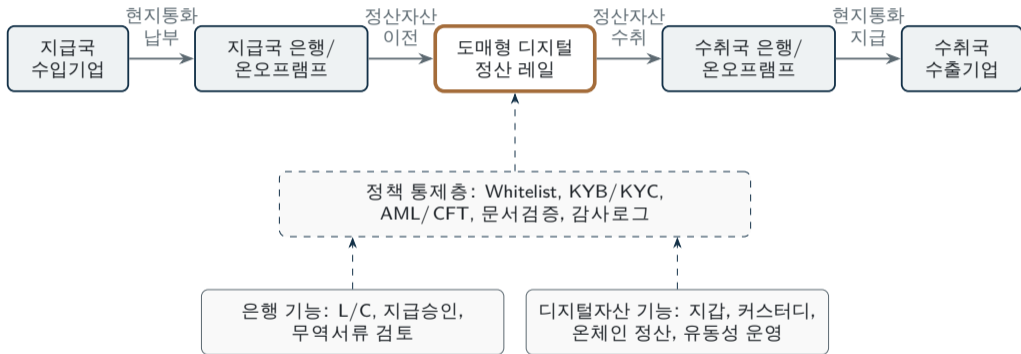 현지통화
납부
정산자산
이전
정산자산
수취
현지통화
지급
지급국
수입기업
지급국 은행/
온오프램프
도매형 디지털
정산 레일
수취국 은행/
온오프램프
수취국
수출기업
정책 통제층: Whitelist, KYB/KYC,
AML/CFT, 문서검증, 감사로그
은행 기능: L/C, 지급승인,
무역서류 검토
디지털자산 기능: 지갑, 커스터디,
온체인 정산, 유동성 운영